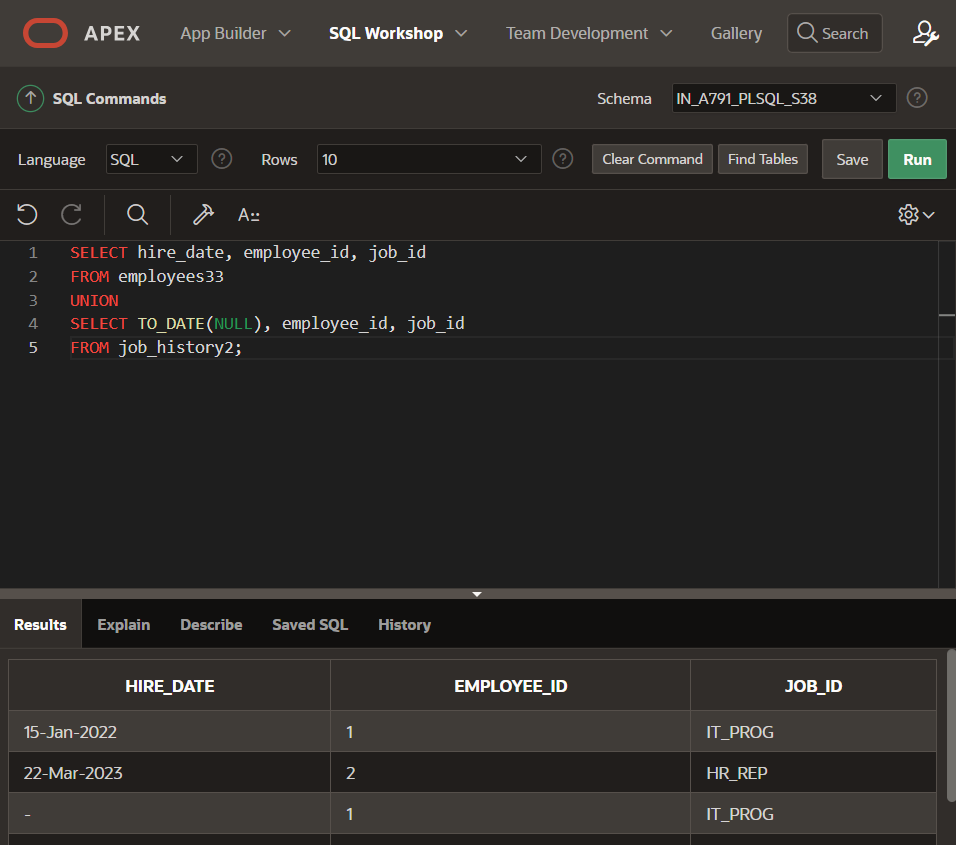 APEX App Builder SQL Workshop Team Development Gallery Search
SQL Commands Schema IN_A791_PLSQL_S38 ?
Language SQL ? Rows 10 ? Clear Command Find Tables Save Run
A::
1 SELECT hire_date, employee_id, job_id
2 FROM employees33
3 UNION
4 SELECT TO_DATE(NULL), employee_id, job_id
5 FROM job_history2;
Results Explain Describe Saved SQL History
HIRE_DATE EMPLOYEE_ID JOB_ID
15-Jan-2022 1 IT_PROG
22-Mar-2023 2 HR_REP
- 1 IT_PROG